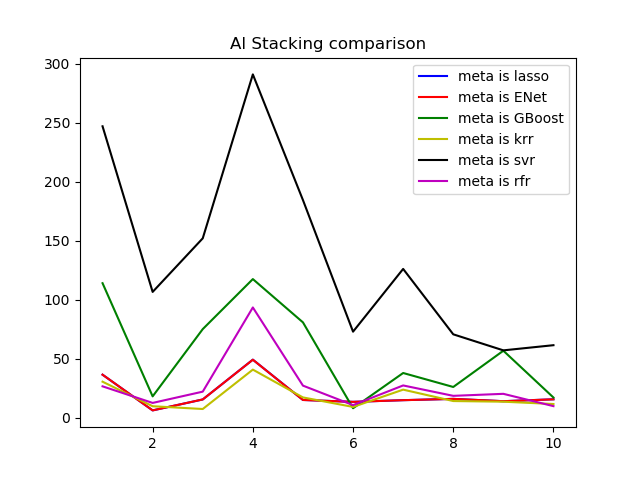 Al Stacking comparison
300
250
200
150
100
50
0
2
4
6
8
10
meta is lasso
meta is ENet
meta is GBoost
meta is krr
meta is svr
meta is rfr